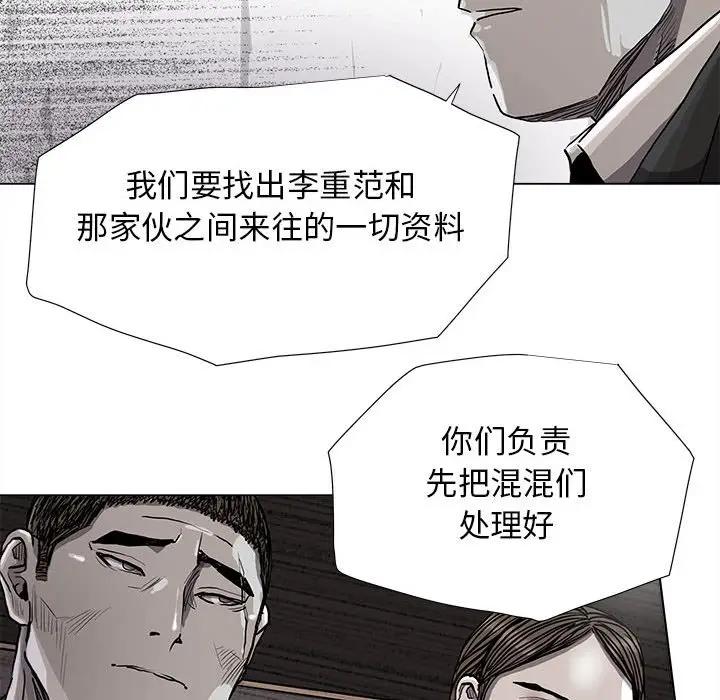 我们要找出李重范和
那家伙之间来往的一切资料
你们负责
先把混混们
处理好